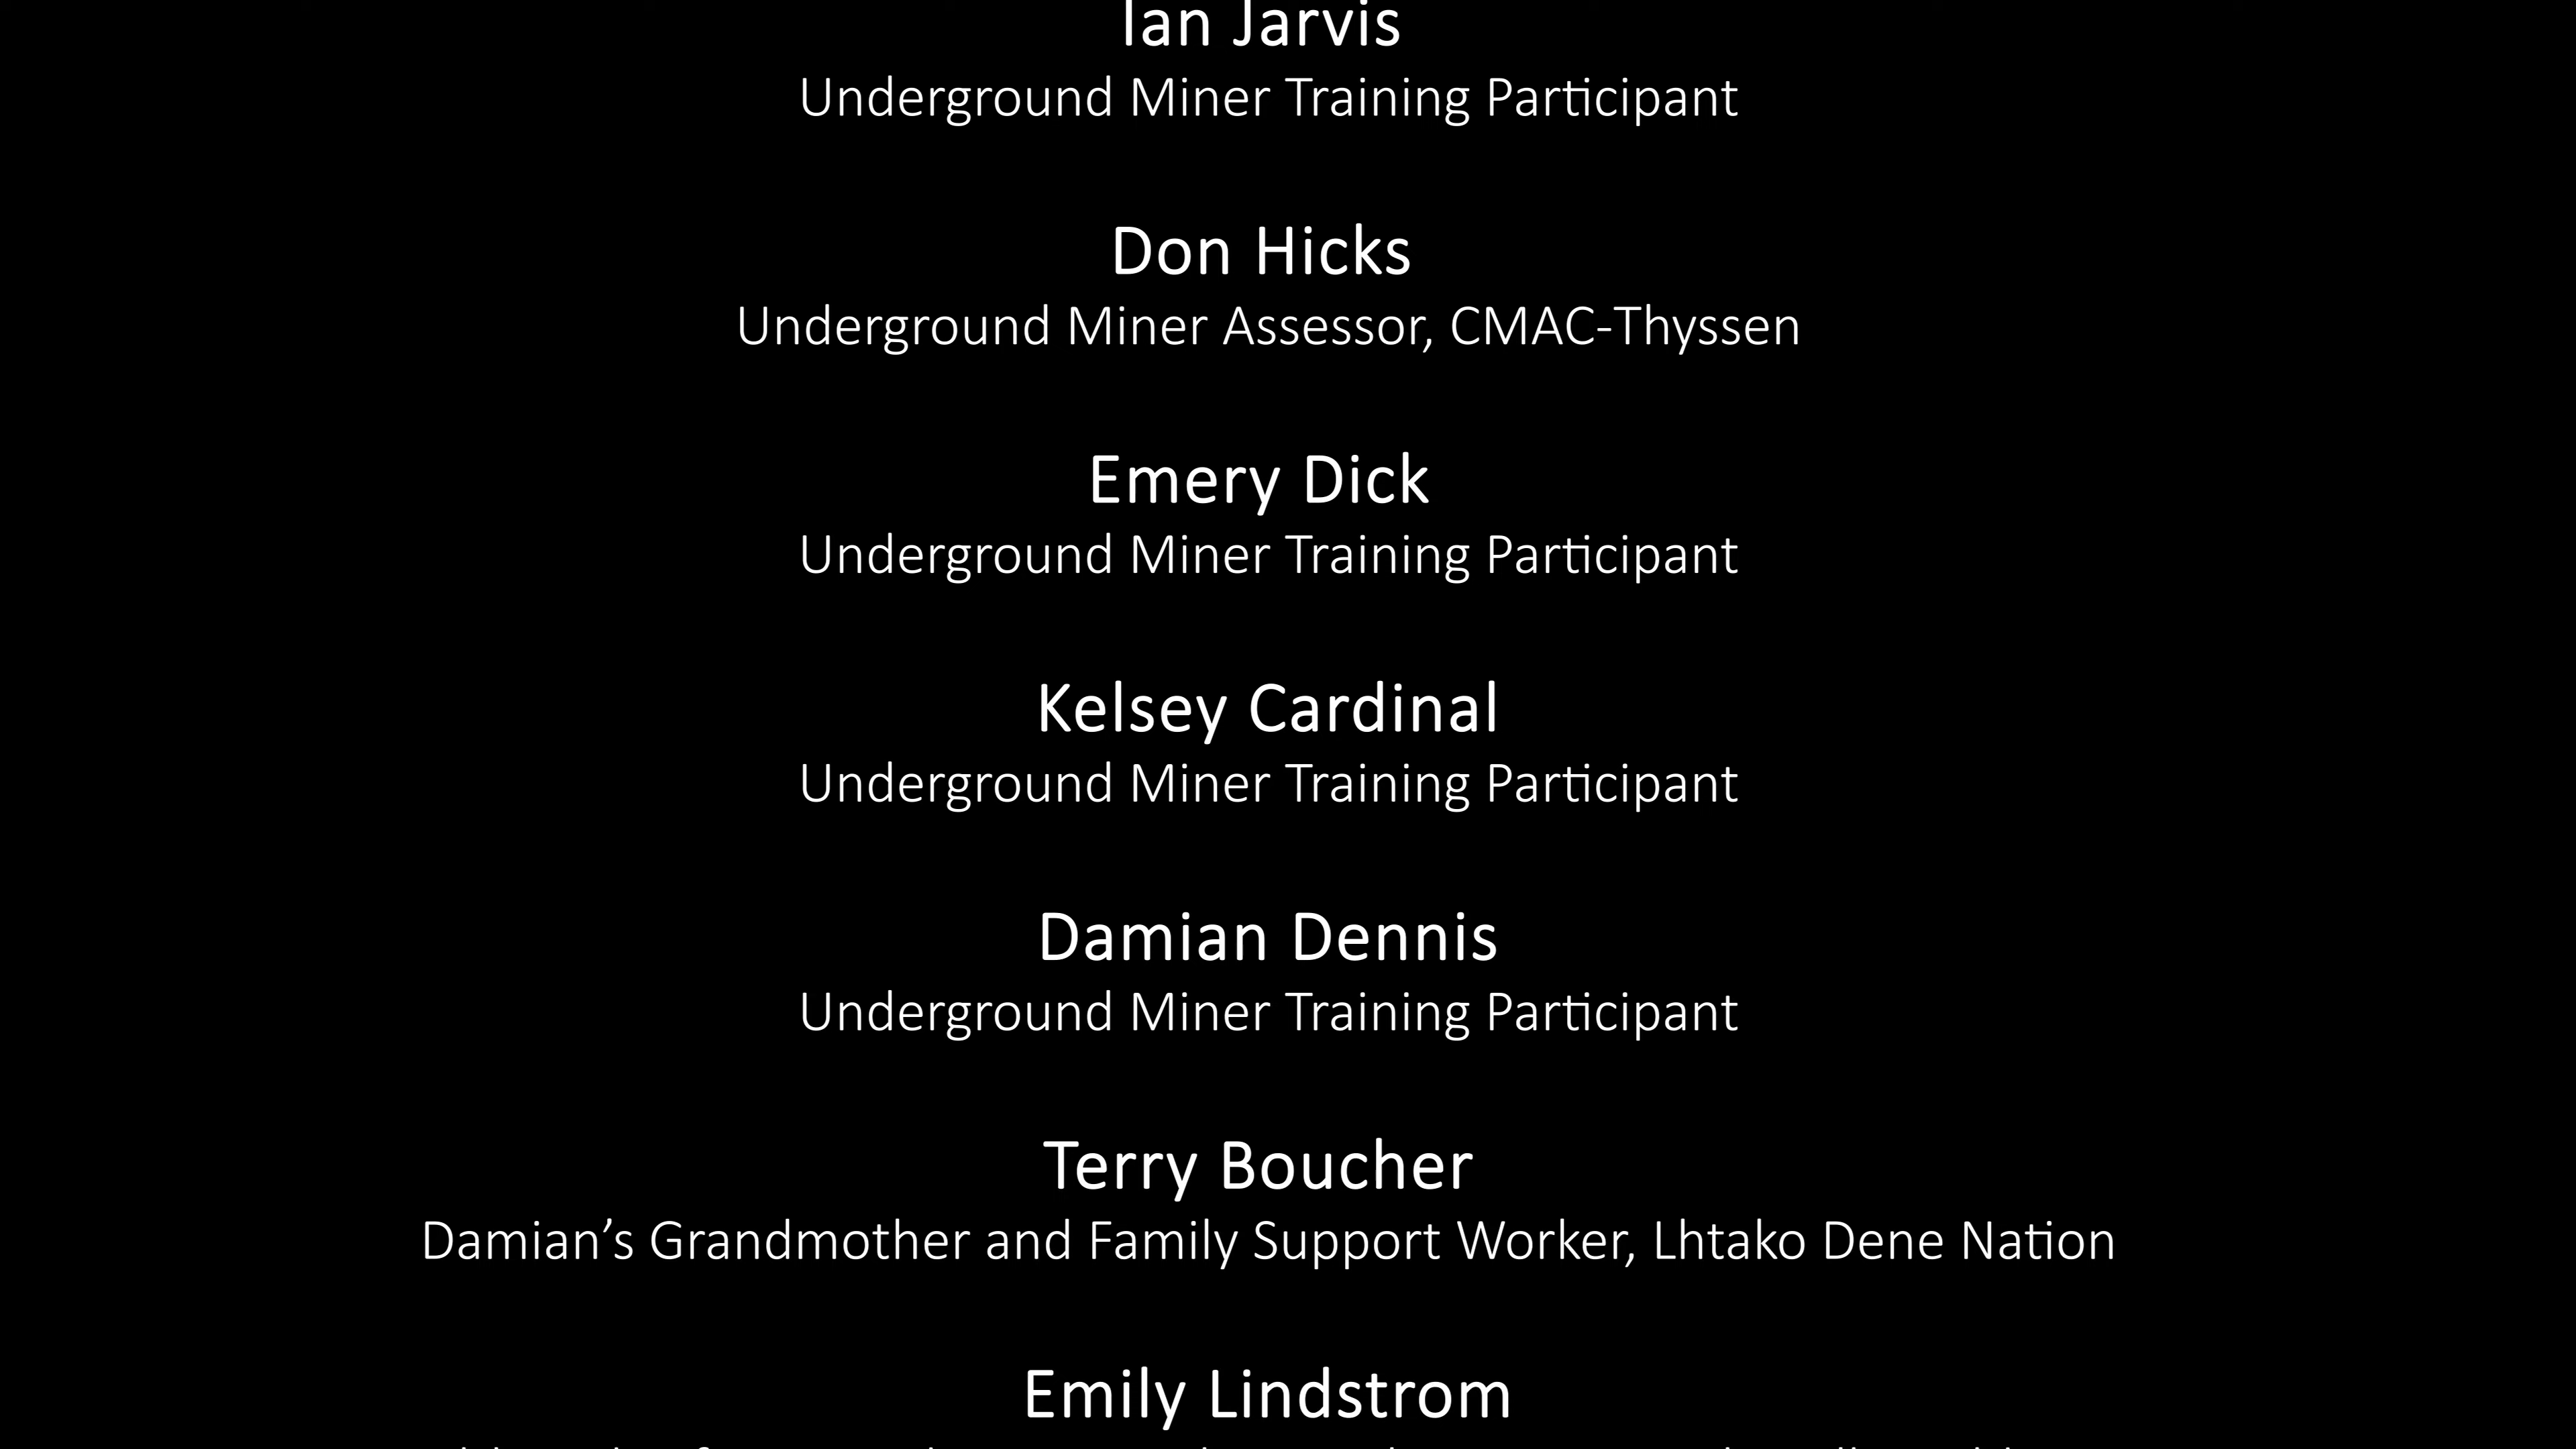 Ian Jarvis
Underground Miner Training Participant
Don Hicks
Underground Miner Assessor, CMAC-Thyssen
Emery Dick
Underground Miner Training Participant
Kelsey Cardinal
Underground Miner Training Participant
Damian Dennis
Underground Miner Training Participant
Terry Boucher
Damian’s Grandmother and Family Support Worker, Lhtako Dene Nation
Emily Lindstrom